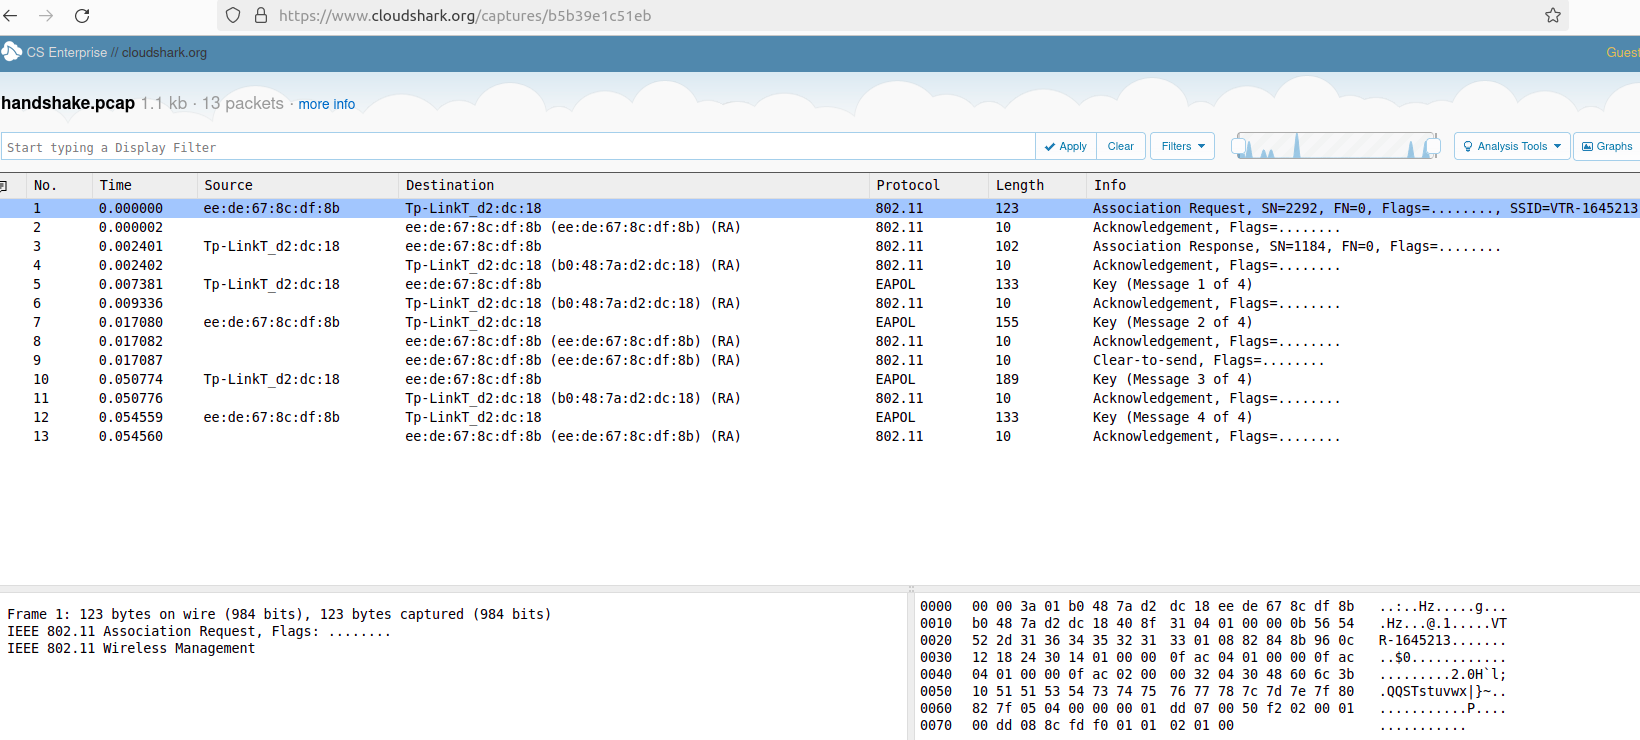 https://www.cloudshark.org/captures/b5b39e1c51eb
CS Enterprise // cloudshark.org
Guest
handshake.pcap 1.1 kb · 13 packets · more info
Start typing a Display Filter
Apply
Clear
Filters
Analysis Tools
Graphs
No. Time Source Destination Protocol Length Info
1 0.000000 ee:de:67:8c:df:8b Tp-LinkT_d2:dc:18 802.11 123 Association Request, SN=2292, FN=0, Flags=........, SSID=VTR-1645213
2 0.000002 ee:de:67:8c:df:8b (ee:de:67:8c:df:8b) (RA) 802.11 10 Acknowledgement, Flags=........
3 0.002401 Tp-LinkT_d2:dc:18 ee:de:67:8c:df:8b 802.11 102 Association Response, SN=1184, FN=0, Flags=........
4 0.002402 Tp-LinkT_d2:dc:18 (b0:48:7a:d2:dc:18) (RA) 802.11 10 Acknowledgement, Flags=........
5 0.007381 Tp-LinkT_d2:dc:18 ee:de:67:8c:df:8b EAPOL 133 Key (Message 1 of 4)
6 0.009336 Tp-LinkT_d2:dc:18 (b0:48:7a:d2:dc:18) (RA) 802.11 10 Acknowledgement, Flags=........
7 0.017080 ee:de:67:8c:df:8b Tp-LinkT_d2:dc:18 EAPOL 155 Key (Message 2 of 4)
8 0.017082 ee:de:67:8c:df:8b (ee:de:67:8c:df:8b) (RA) 802.11 10 Acknowledgement, Flags=........
9 0.017087 ee:de:67:8c:df:8b (ee:de:67:8c:df:8b) (RA) 802.11 10 Clear-to-send, Flags=........
10 0.050774 Tp-LinkT_d2:dc:18 ee:de:67:8c:df:8b EAPOL 189 Key (Message 3 of 4)
11 0.050776 Tp-LinkT_d2:dc:18 (b0:48:7a:d2:dc:18) (RA) 802.11 10 Acknowledgement, Flags=........
12 0.054559 ee:de:67:8c:df:8b Tp-LinkT_d2:dc:18 EAPOL 133 Key (Message 4 of 4)
13 0.054560 ee:de:67:8c:df:8b (ee:de:67:8c:df:8b) (RA) 802.11 10 Acknowledgement, Flags=........
Frame 1: 123 bytes on wire (984 bits), 123 bytes captured (984 bits)
IEEE 802.11 Association Request, Flags: ........
IEEE 802.11 Wireless Management
0000 00 00 3a 01 b0 48 7a d2 dc 18 ee de 67 8c df 8b ..:..Hz.....g...
0010 b0 48 7a d2 dc 18 40 8f 31 04 01 00 00 0b 56 54 .Hz...@.1.....VT
0020 52 2d 31 36 34 35 32 31 33 01 08 82 84 8b 96 0c R-1645213.......
0030 12 18 24 30 14 01 00 00 0f ac 04 01 00 00 0f ac ..$0............
0040 04 01 00 00 0f ac 02 00 00 32 04 30 48 60 6c 3b .........2.0H`l;
0050 10 51 51 53 54 73 74 75 76 77 78 7c 7d 7e 7f 80 .QQSTstuvwx|}~..
0060 82 7f 05 04 00 00 00 01 dd 07 00 50 f2 02 00 01 ...........P....
0070 00 dd 08 8c fd f0 01 01 02 01 00 ...........